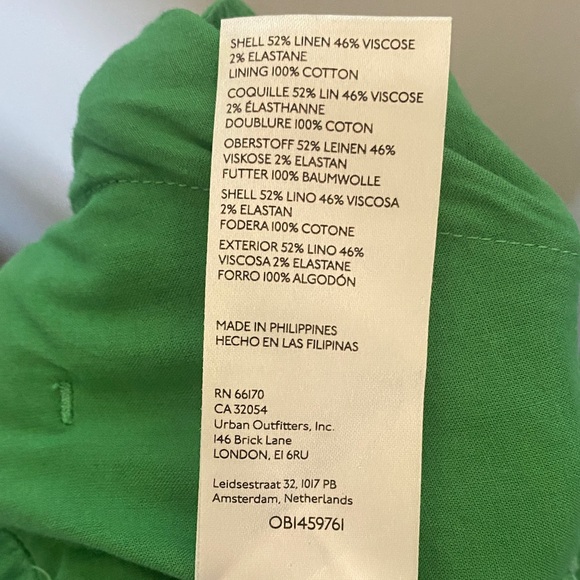 SHELL 52% LINEN 46% VISCOSE
2% ELASTANE
LINING 100% COTTON
COQUILLE 52% LIN 46% VISCOSE
2% ÉLASTHANNE
DOUBLURE 100% COTON
OBERSTOFF 52% LEINEN 46%
VISKOSE 2% ELASTAN
FUTTER 100% BAUMWOLLE
SHELL 52% LINO 46% VISCOSA
2% ELASTAN
FODERA 100% COTONE
EXTERIOR 52% LINO 46%
VISCOSA 2% ELASTANE
FORRO 100% ALGODÓN
MADE IN PHILIPPINES
HECHO EN LAS FILIPINAS
RN 66170
CA 32054
Urban Outfitters, Inc.
146 Brick Lane
LONDON, E1 6RU
Leidsestraat 32, 1017 PB
Amsterdam, Netherlands
OB1459761